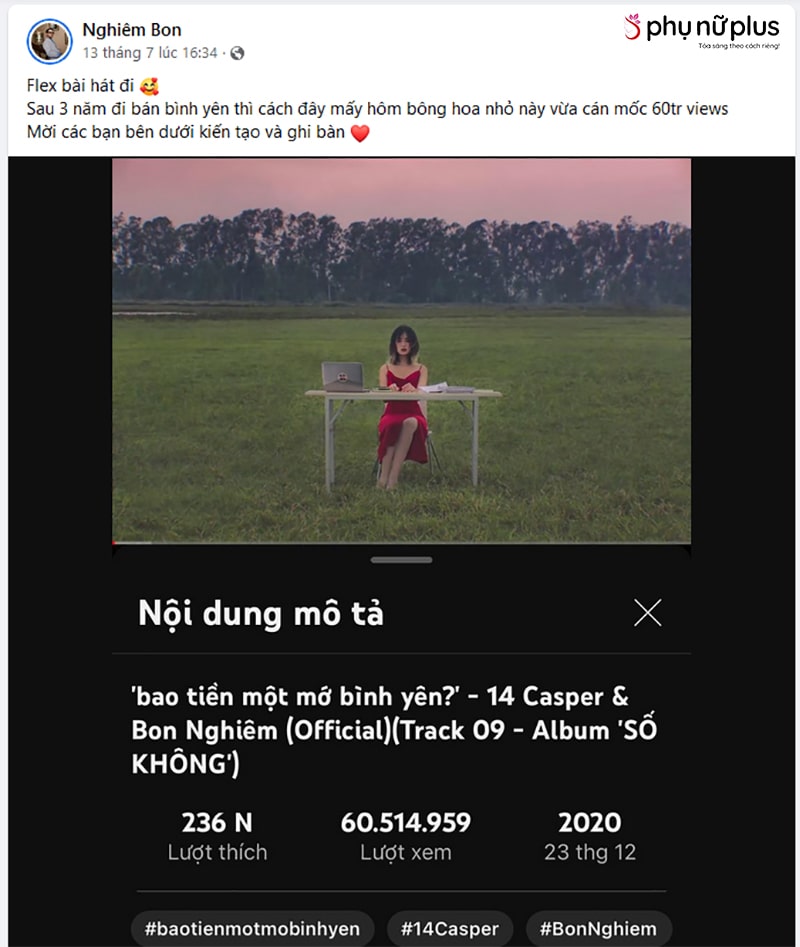 Nghiêm Bon
phụ nữ plus
Tỏa sáng theo cách riêng!
13 tháng 7 lúc 16:34 ·
Flex bài hát đi 🥰
Sau 3 năm đi bán bình yên thì cách đây mấy hôm bông hoa nhỏ này vừa cán mốc 60tr views
Mời các bạn bên dưới kiến tạo và ghi bàn ❤️
Nội dung mô tả
'bao tiền một mớ bình yên?' - 14 Casper &
Bon Nghiêm (Official)(Track 09 - Album 'SỐ
KHÔNG')
236 N 60.514.959 2020
Lượt thích Lượt xem 23 thg 12
#baotienmotmobinhyen #14Casper #BonNghiem